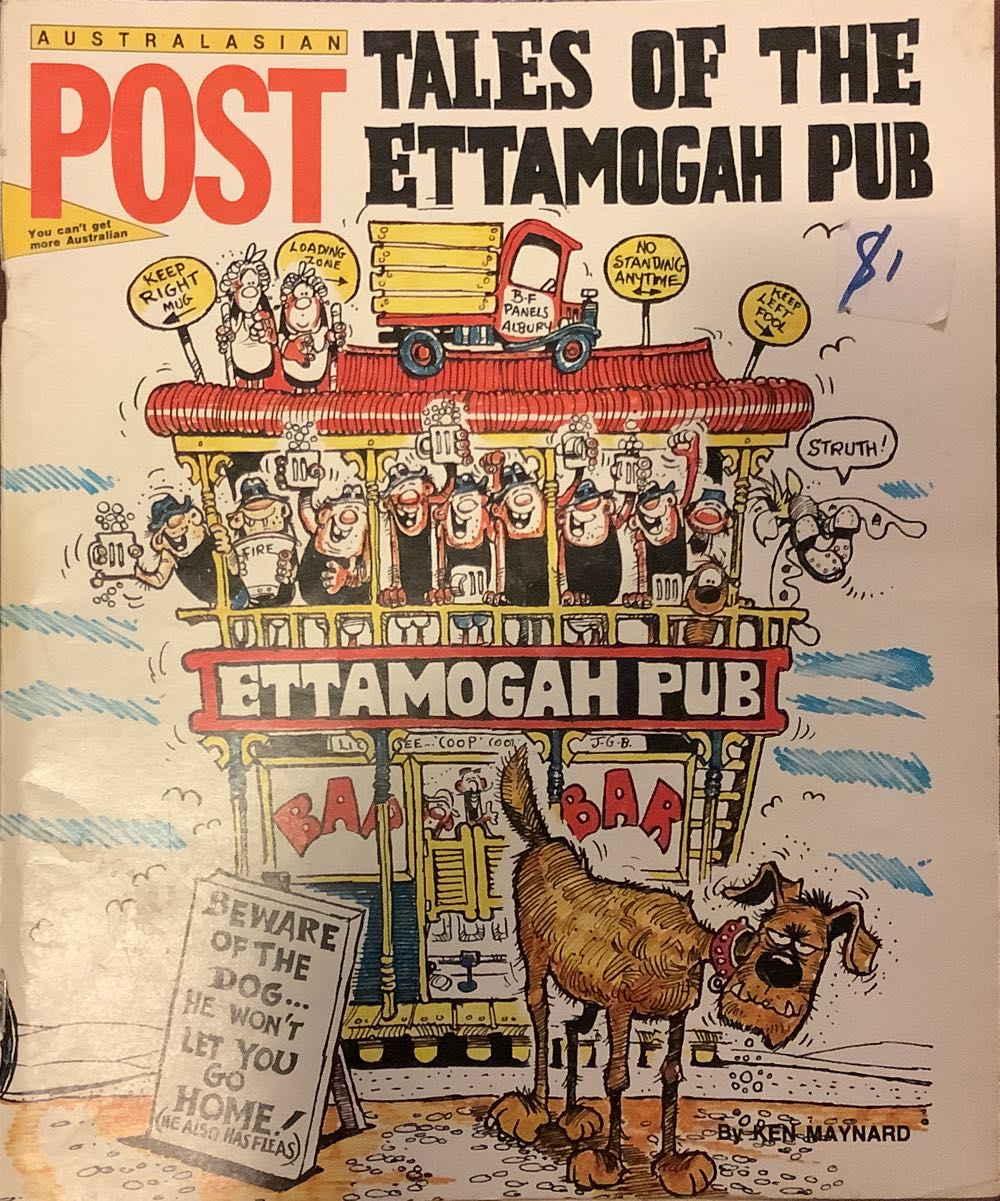 AUSTRALASIAN
POST
TALES OF THE
ETTAMOGAH PUB
You can't get
more Australian
$1
KEEP
RIGHT
MUG
LOADING
ZONE
B-F
PANELS
ALBURY
NO
STANDING
ANYTIME
KEEP
LEFT
FOOL
STRUTH!
FIRE
ETTAMOGAH PUB
SEE... 'COOP'
J.G.B.
BAR
BAR
BEWARE
OF THE
DOG...
HE WON'T
LET YOU
GO
HOME!
(HE ALSO HAS FLEAS)
By KEN MAYNARD